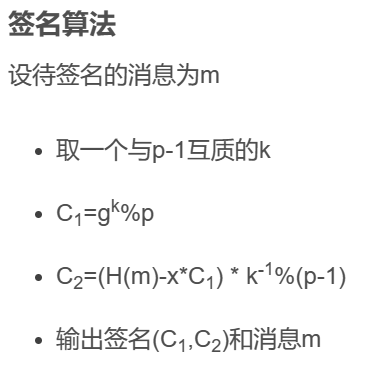 签名算法
设待签名的消息为m
• 取一个与p-1互质的k
• C₁=gᵏ%p
• C₂=(H(m)-x*C₁) * k⁻¹%(p-1)
• 输出签名(C₁,C₂)和消息m